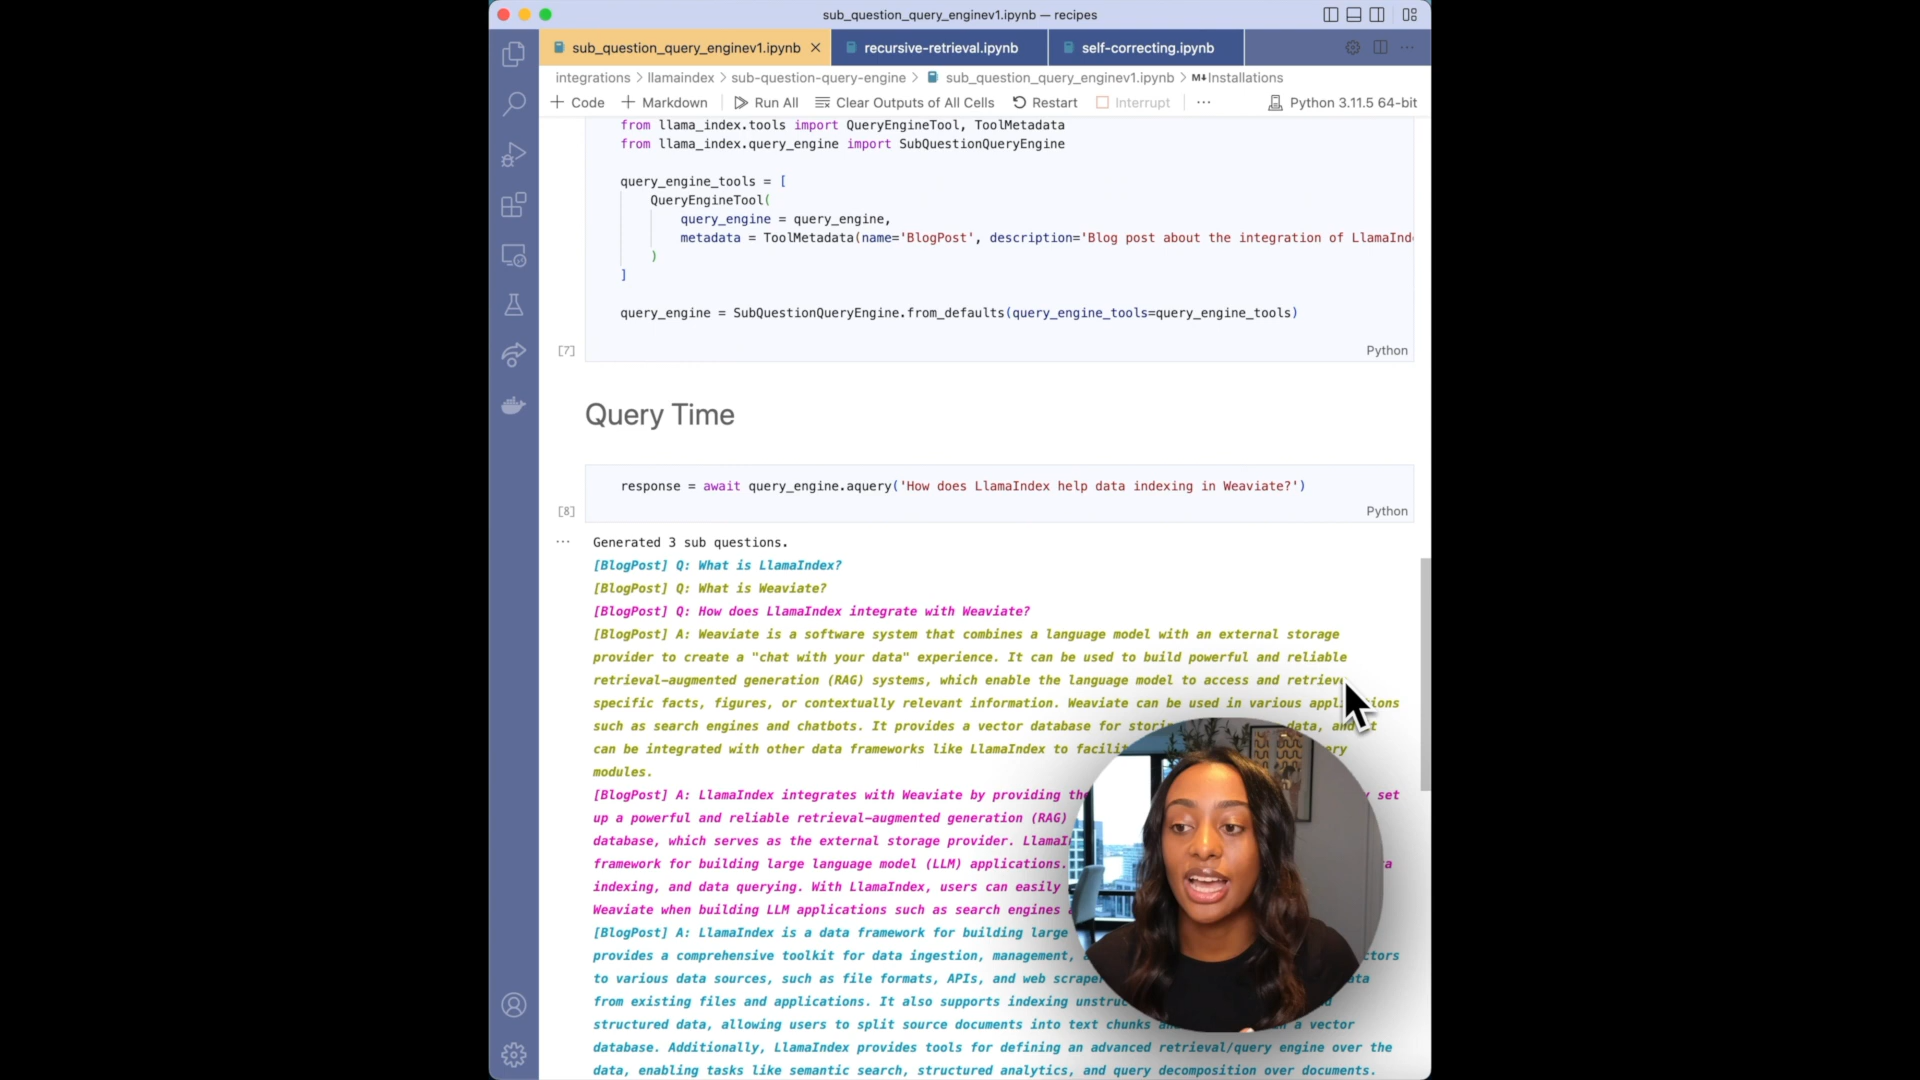 sub_question_query_enginev1.ipynb — recipes
sub_question_query_enginev1.ipynb
recursive-retrieval.ipynb
self-correcting.ipynb
integrations > llamaindex > sub-question-query-engine > sub_question_query_enginev1.ipynb > M↓Installations
+ Code + Markdown Run All Clear Outputs of All Cells Restart Interrupt ... Python 3.11.5 64-bit
from llama_index.tools import QueryEngineTool, ToolMetadata
from llama_index.query_engine import SubQuestionQueryEngine
query_engine_tools = [
QueryEngineTool(
query_engine = query_engine,
metadata = ToolMetadata(name='BlogPost', description='Blog post about the integration of LlamaInd
)
]
query_engine = SubQuestionQueryEngine.from_defaults(query_engine_tools=query_engine_tools)
[7]
Python
Query Time
response = await query_engine.aquery('How does LlamaIndex help data indexing in Weaviate?')
[8]
Python
... Generated 3 sub questions.
[BlogPost] Q: What is LlamaIndex?
[BlogPost] Q: What is Weaviate?
[BlogPost] Q: How does LlamaIndex integrate with Weaviate?
[BlogPost] A: Weaviate is a software system that combines a language model with an external storage
provider to create a "chat with your data" experience. It can be used to build powerful and reliable
retrieval-augmented generation (RAG) systems, which enable the language model to access and retrieve
specific facts, figures, or contextually relevant information. Weaviate can be used in various
such as search engines and chatbots. It provides a vector database for data, and
can be integrated with other data frameworks like LlamaIndex to
modules.
[BlogPost] A: LlamaIndex integrates with Weaviate by providing set
up a powerful and reliable retrieval-augmented generation (RAG)
database, which serves as the external storage provider.
framework for building large language model (LLM) applications.
indexing, and data querying. With LlamaIndex, users can easily
Weaviate when building LLM applications such as search engines
[BlogPost] A: LlamaIndex is a data framework for building large
provides a comprehensive toolkit for data ingestion, management,
to various data sources, such as file formats, APIs, and web
from existing files and applications. It also supports indexing
structured data, allowing users to split source documents into text chunks a vector
database. Additionally, LlamaIndex provides tools for defining an advanced retrieval/query engine over the
data, enabling tasks like semantic search, structured analytics, and query decomposition over documents.